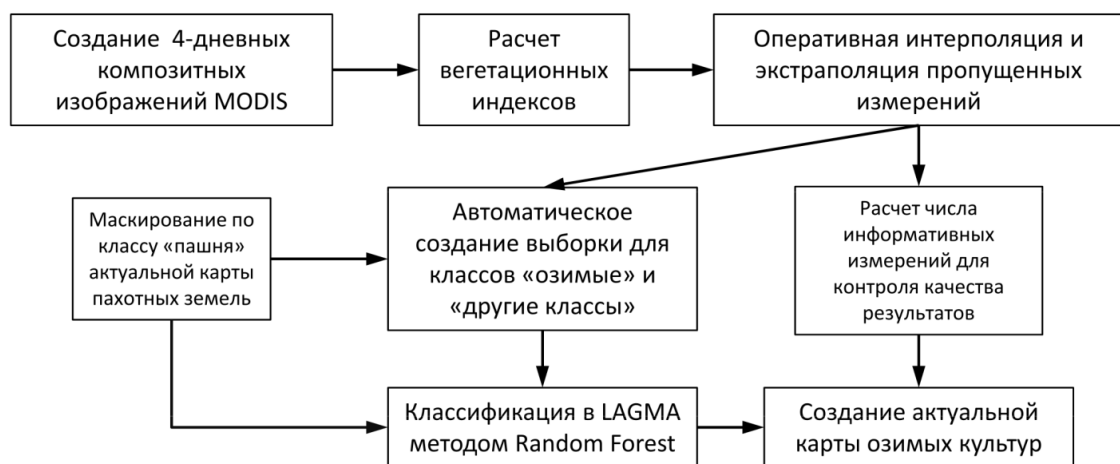 Создание 4-дневных
композитных
изображений MODIS
Расчет
вегетационных
индексов
Оперативная интерполяция и
экстраполяция пропущенных
измерений
Маскирование по
классу «пашня»
актуальной карты
пахотных земель
Автоматическое
создание выборки для
классов «озимые» и
«другие классы»
Расчет числа
информативных
измерений для
контроля качества
результатов
Классификация в LAGMA
методом Random Forest
Создание актуальной
карты озимых культур